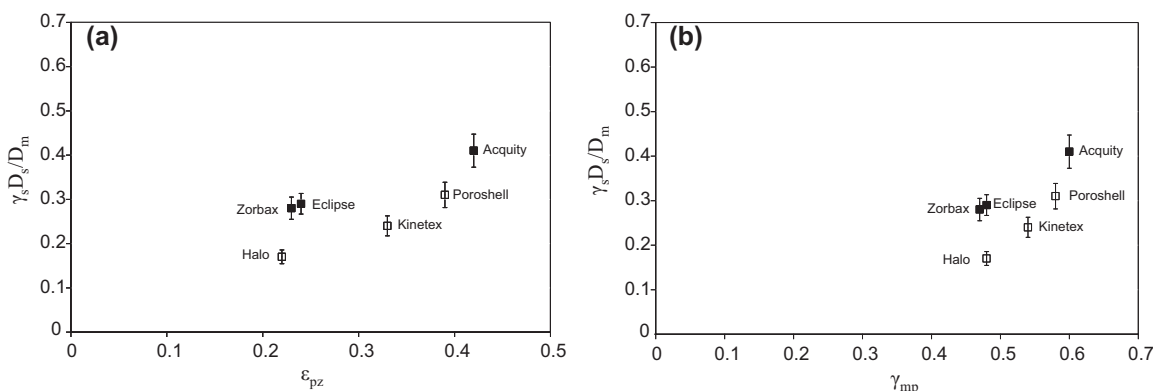 (a)
0.7
0.6
0.5
0.4
0.3
0.2
0.1
0
γsDs/Dm
Acquity
Poroshell
Eclipse
Zorbax
Kinetex
Halo
0 0.1 0.2 0.3 0.4 0.5
εpz
(b)
0.7
0.6
0.5
0.4
0.3
0.2
0.1
0
γsDs/Dm
Acquity
Poroshell
Eclipse
Zorbax
Kinetex
Halo
0 0.1 0.2 0.3 0.4 0.5 0.6 0.7
γmp